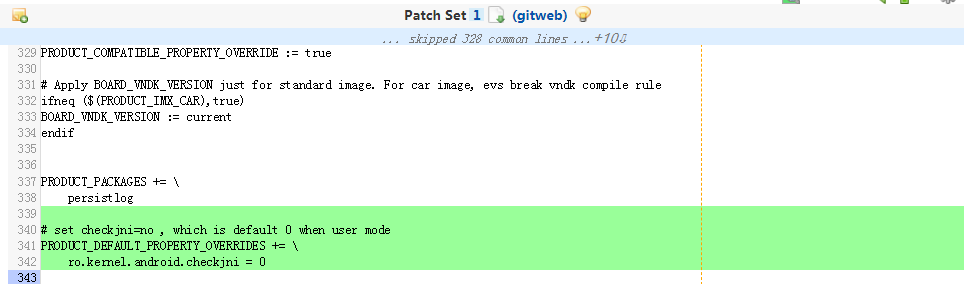 Patch Set 1 (gitweb)
... skipped 328 common lines ... +10↓
329 PRODUCT_COMPATIBLE_PROPERTY_OVERRIDE := true
330
331 # Apply BOARD_VNDK_VERSION just for standard image. For car image, evs break vndk compile rule
332 ifneq ($(PRODUCT_IMX_CAR),true)
333 BOARD_VNDK_VERSION := current
334 endif
335
336
337 PRODUCT_PACKAGES += \
338     persistlog
339
340 # set checkjni=no , which is default 0 when user mode
341 PRODUCT_DEFAULT_PROPERTY_OVERRIDES += \
342     ro.kernel.android.checkjni = 0
343